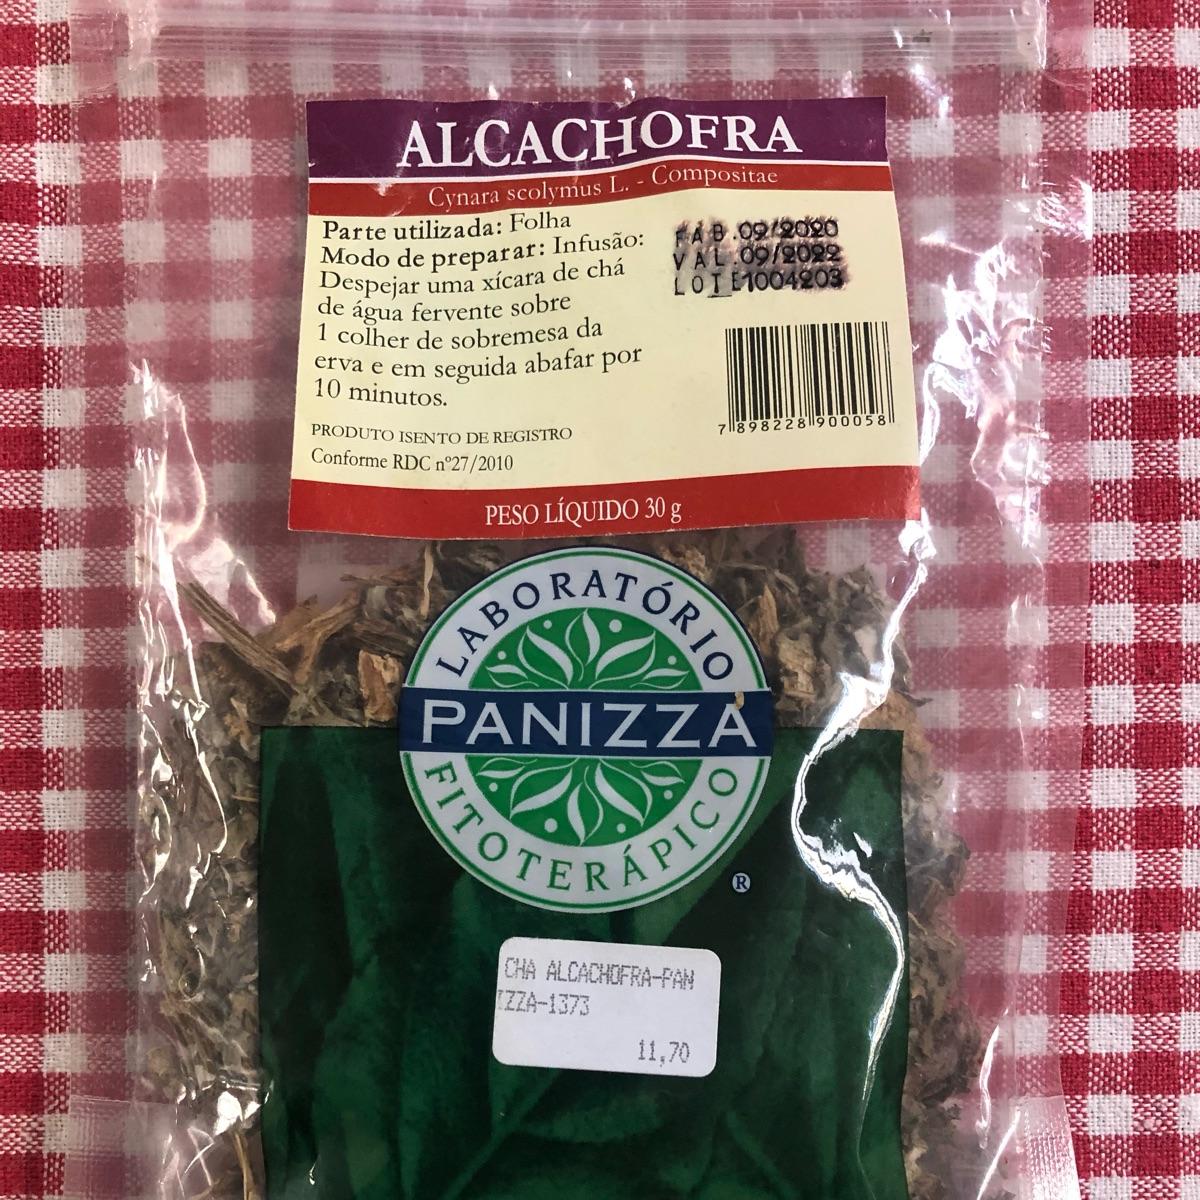 ALCACHOFRA
Cynara scolymus L. - Compositae
Parte utilizada: Folha
Modo de preparar: Infusão:
Despejar uma xícara de chá
de água fervente sobre
1 colher de sobremesa da
erva e em seguida abafar por
10 minutos.
PRODUTO ISENTO DE REGISTRO
Conforme RDC nº27/2010
FAB.09/2020
VAL.09/2022
LOTE1004203
7 898228 900058
PESO LÍQUIDO 30 g
LABORATÓRIO
PANIZZA
FITOTERÁPICO
®
CHA ALCACHOFRA-PAN
IZZA-1373
11,70